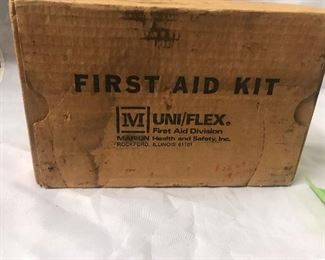 FIRST AID KIT
M UNI/FLEX®
First Aid Division
MARION Health and Safety, Inc.
ROCKFORD, ILLINOIS 61101